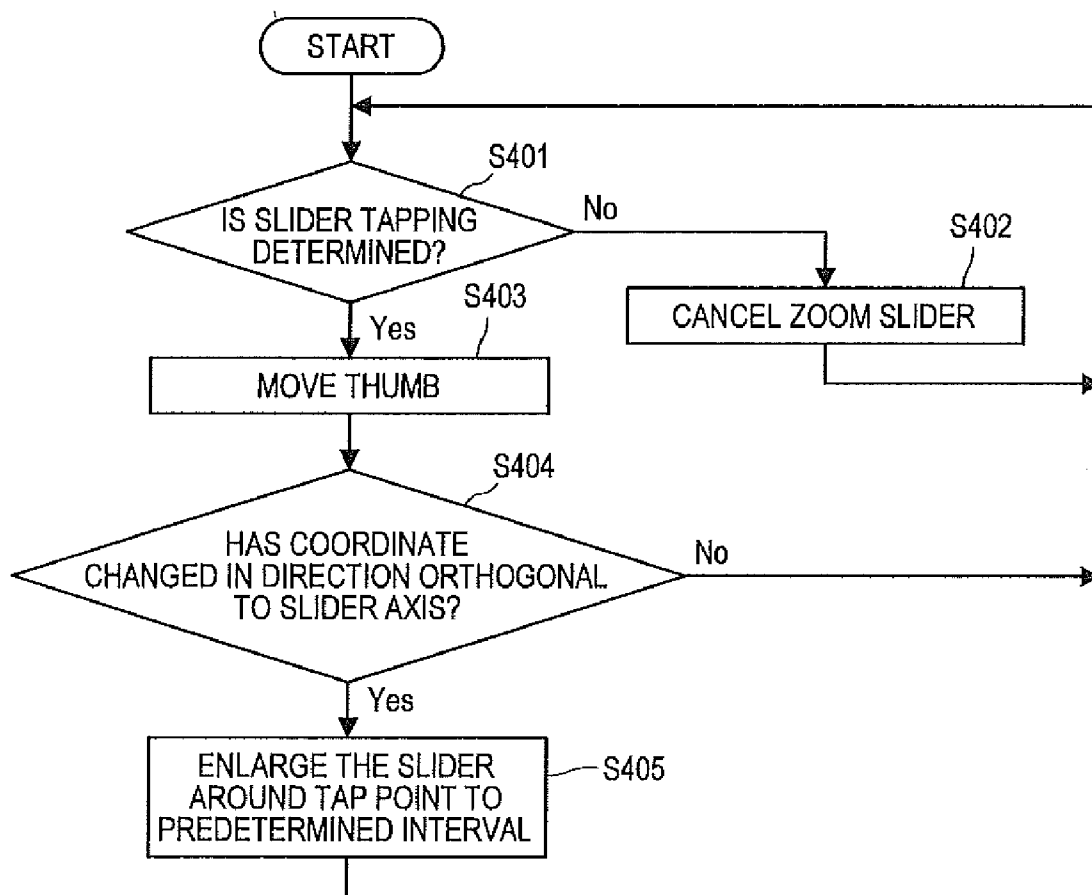 START
S401
IS SLIDER TAPPING
DETERMINED?
No
S402
CANCEL ZOOM SLIDER
Yes
S403
MOVE THUMB
S404
HAS COORDINATE
CHANGED IN DIRECTION ORTHOGONAL
TO SLIDER AXIS?
No
Yes
ENLARGE THE SLIDER
AROUND TAP POINT TO
PREDETERMINED INTERVAL
S405